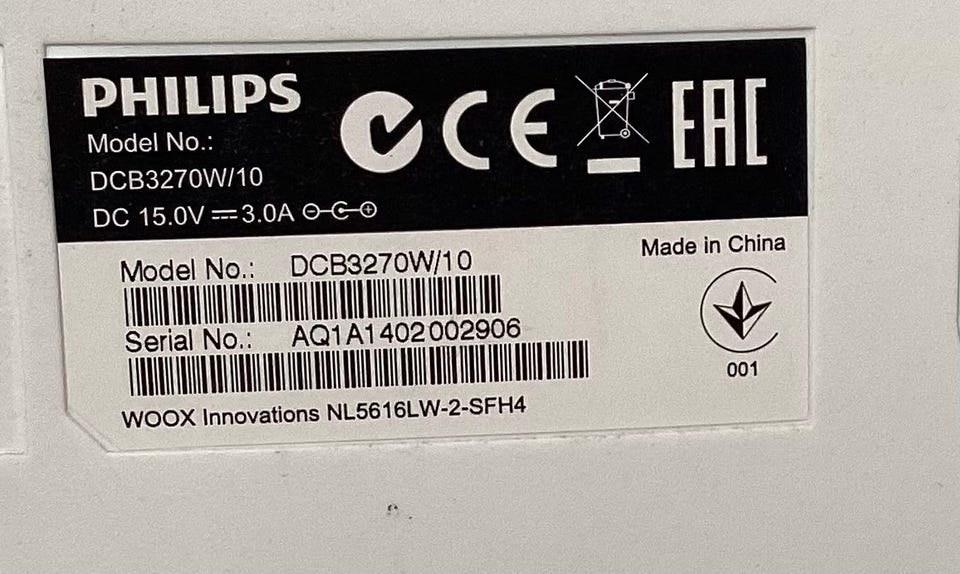 PHILIPS
Model No.:
DCB3270W/10
DC 15.0V ⎓ 3.0A
CE
EAC
Model No.: DCB3270W/10
Serial No.: AQ1A1402002906
WOOX Innovations NL5616LW-2-SFH4
Made in China
001